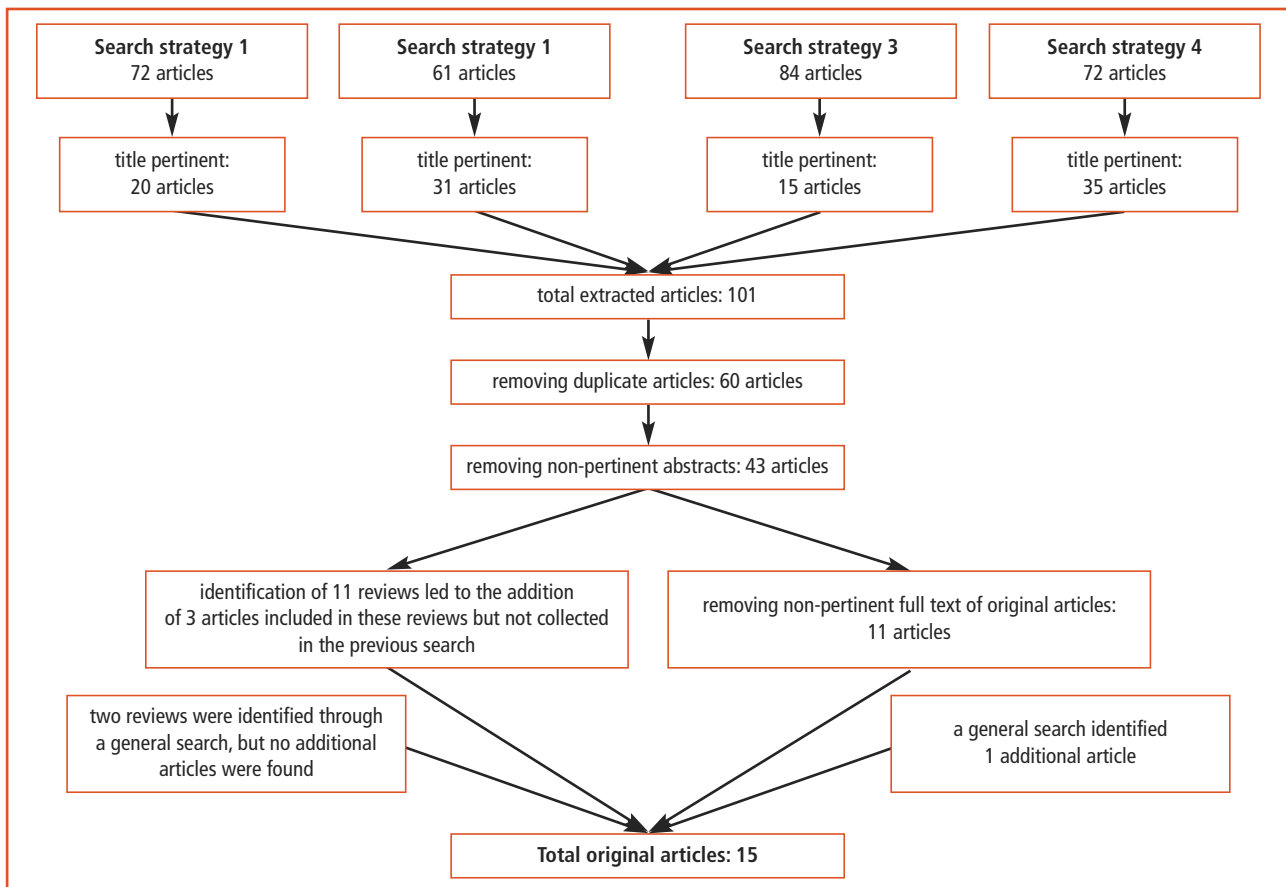 Search strategy 1
72 articles
Search strategy 1
61 articles
Search strategy 3
84 articles
Search strategy 4
72 articles
title pertinent:
20 articles
title pertinent:
31 articles
title pertinent:
15 articles
title pertinent:
35 articles
total extracted articles: 101
removing duplicate articles: 60 articles
removing non-pertinent abstracts: 43 articles
identification of 11 reviews led to the addition
of 3 articles included in these reviews but not collected
in the previous search
removing non-pertinent full text of original articles:
11 articles
two reviews were identified through
a general search, but no additional
articles were found
a general search identified
1 additional article
Total original articles: 15